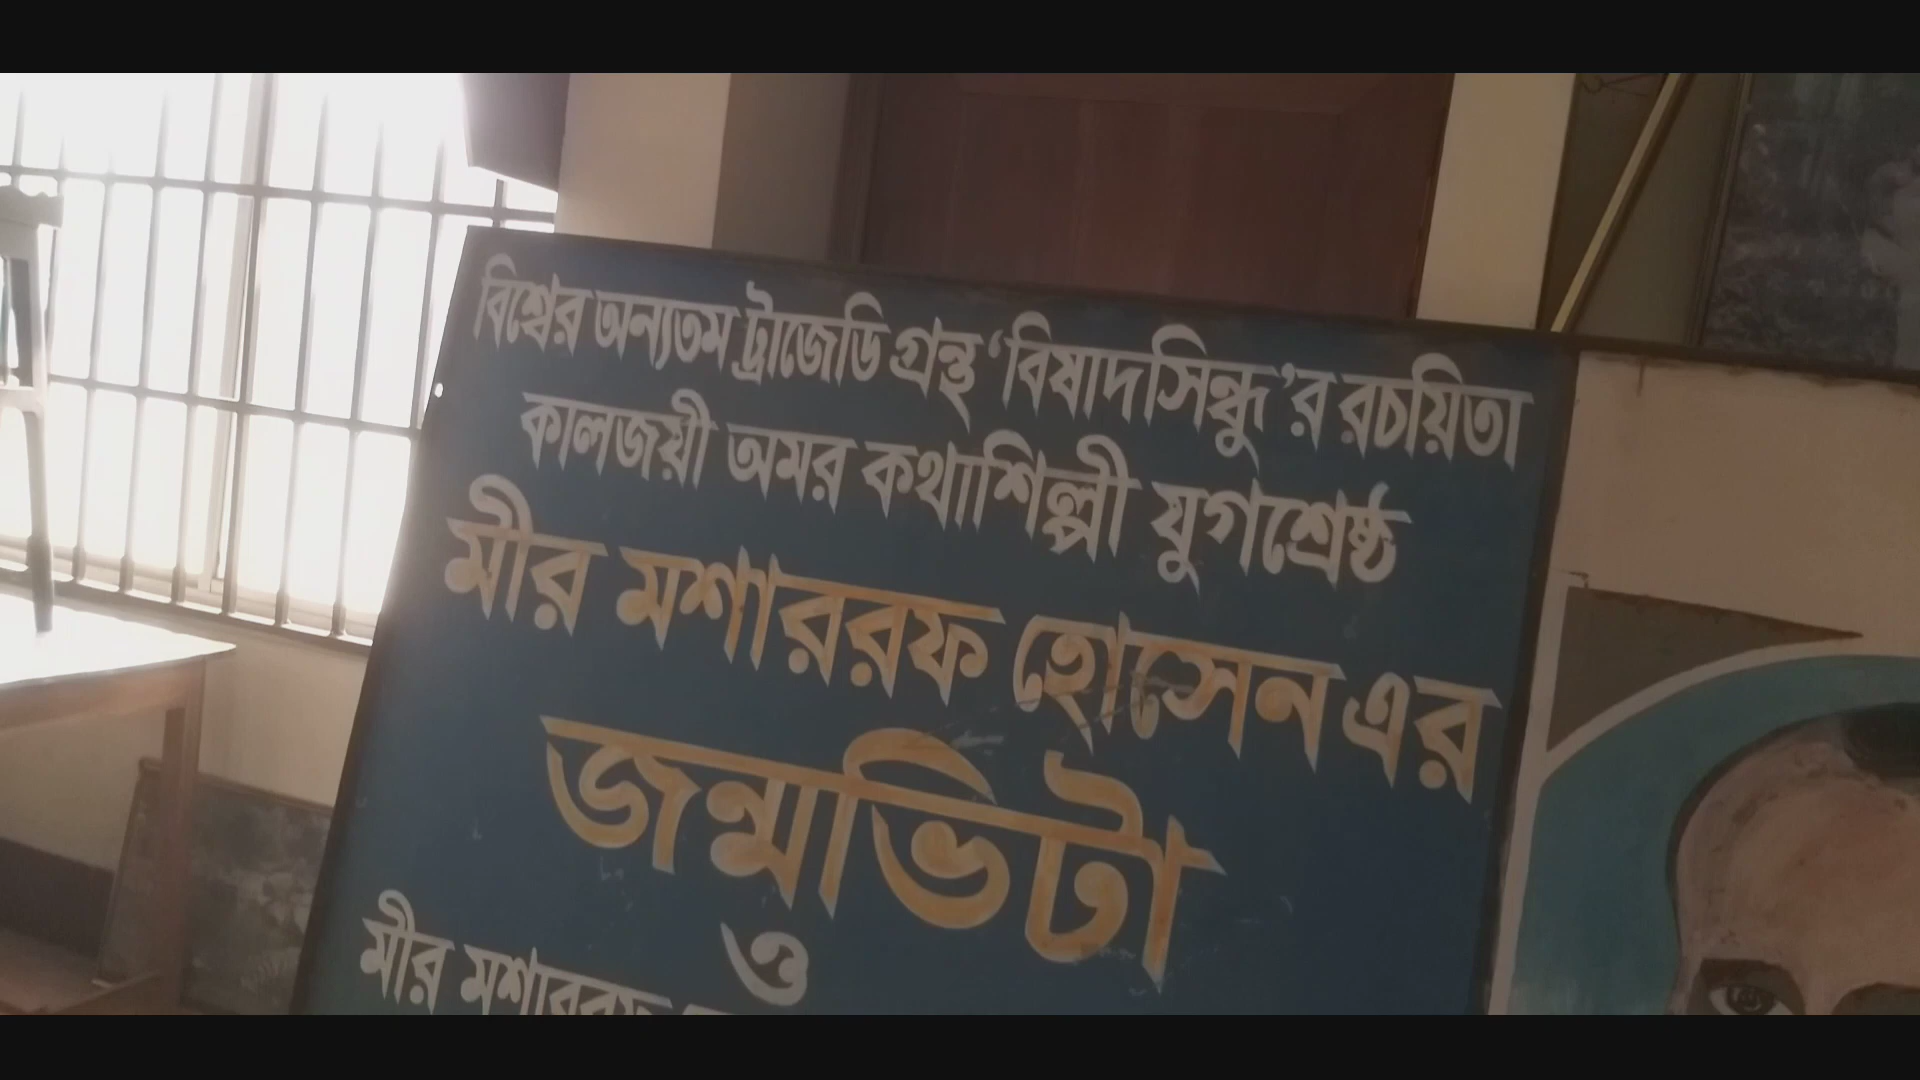 বিশ্বের অন্যতম ট্রাজেডি গ্রন্থ ‘বিষাদসিন্ধু’র রচয়িতা
কালজয়ী অমর কথাশিল্পী যুগশ্রেষ্ঠ
মীর মশাররফ হোসেন এর
জন্মভিটা
ও
মীর মশাররফ